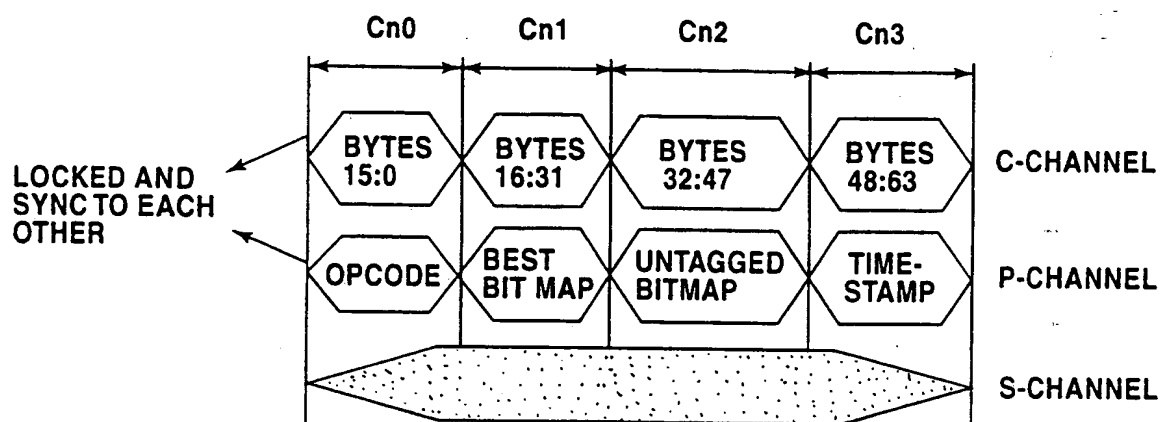 Cn0 Cn1 Cn2 Cn3
BYTES 15:0
BYTES 16:31
BYTES 32:47
BYTES 48:63
C-CHANNEL
LOCKED AND
SYNC TO EACH
OTHER
OPCODE
BEST
BIT MAP
UNTAGGED
BITMAP
TIME-
STAMP
P-CHANNEL
S-CHANNEL